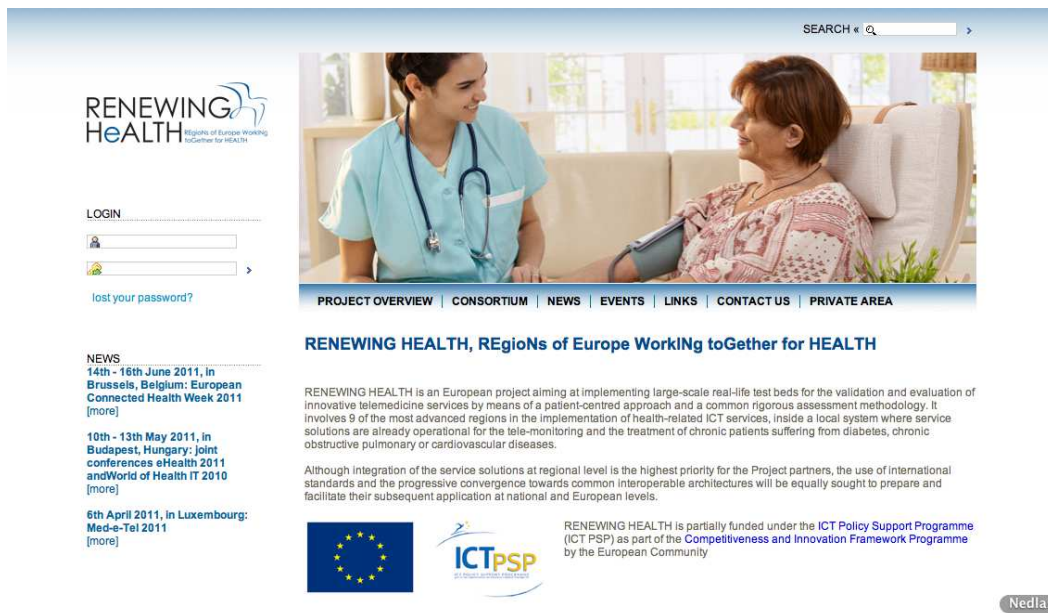 SEARCH «
RENEWING
HeALTH REgioNs of Europe WorkINg
toGether for HEALTH
LOGIN
lost your password?
NEWS
14th - 16th June 2011, in
Brussels, Belgium: European
Connected Health Week 2011
[more]
10th - 13th May 2011, in
Budapest, Hungary: joint
conferences eHealth 2011
andWorld of Health IT 2010
[more]
6th April 2011, in Luxembourg:
Med-e-Tel 2011
[more]
PROJECT OVERVIEW | CONSORTIUM | NEWS | EVENTS | LINKS | CONTACT US | PRIVATE AREA
RENEWING HEALTH, REgioNs of Europe WorkINg toGether for HEALTH
RENEWING HEALTH is an European project aiming at implementing large-scale real-life test beds for the validation and evaluation of
innovative telemedicine services by means of a patient-centred approach and a common rigorous assessment methodology. It
involves 9 of the most advanced regions in the implementation of health-related ICT services, inside a local system where service
solutions are already operational for the tele-monitoring and the treatment of chronic patients suffering from diabetes, chronic
obstructive pulmonary or cardiovascular diseases.
Although integration of the service solutions at regional level is the highest priority for the Project partners, the use of international
standards and the progressive convergence towards common interoperable architectures will be equally sought to prepare and
facilitate their subsequent application at national and European levels.
ICTPSP
RENEWING HEALTH is partially funded under the ICT Policy Support Programme
(ICT PSP) as part of the Competitiveness and Innovation Framework Programme
by the European Community
Nedla